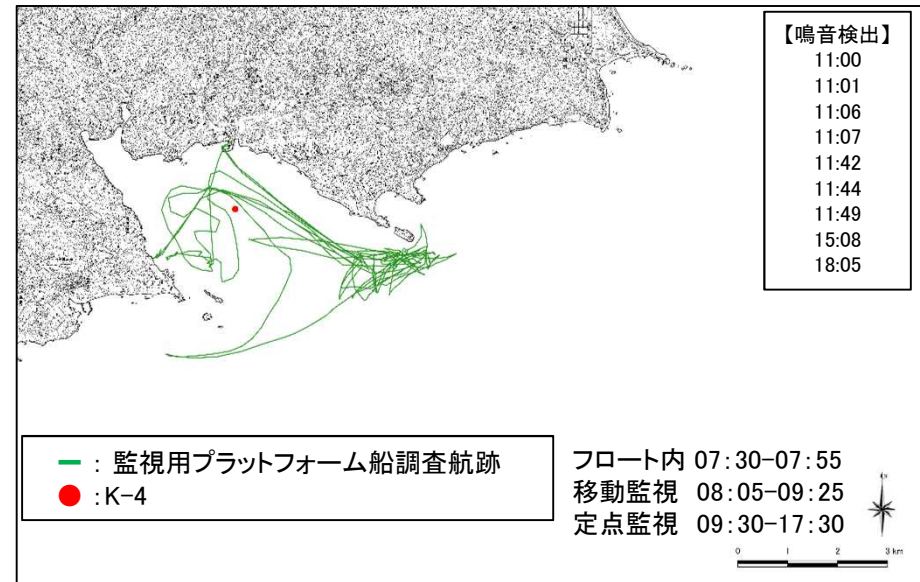 【鳴音検出】
11:00
11:01
11:06
11:07
11:42
11:44
11:49
15:08
18:05
: 監視用プラットフォーム船調査航跡
:K-4
フロート内 07:30-07:55
移動監視 08:05-09:25
定点監視 09:30-17:30
0 1 2 3 km